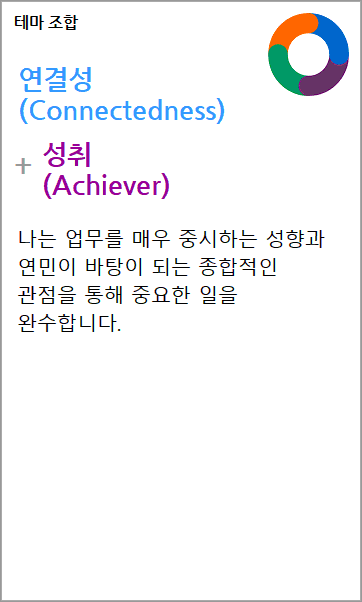 테마 조합
연결성
(Connectedness)
+ 성취
(Achiever)
나는 업무를 매우 중시하는 성향과
연민이 바탕이 되는 종합적인
관점을 통해 중요한 일을
완수합니다.